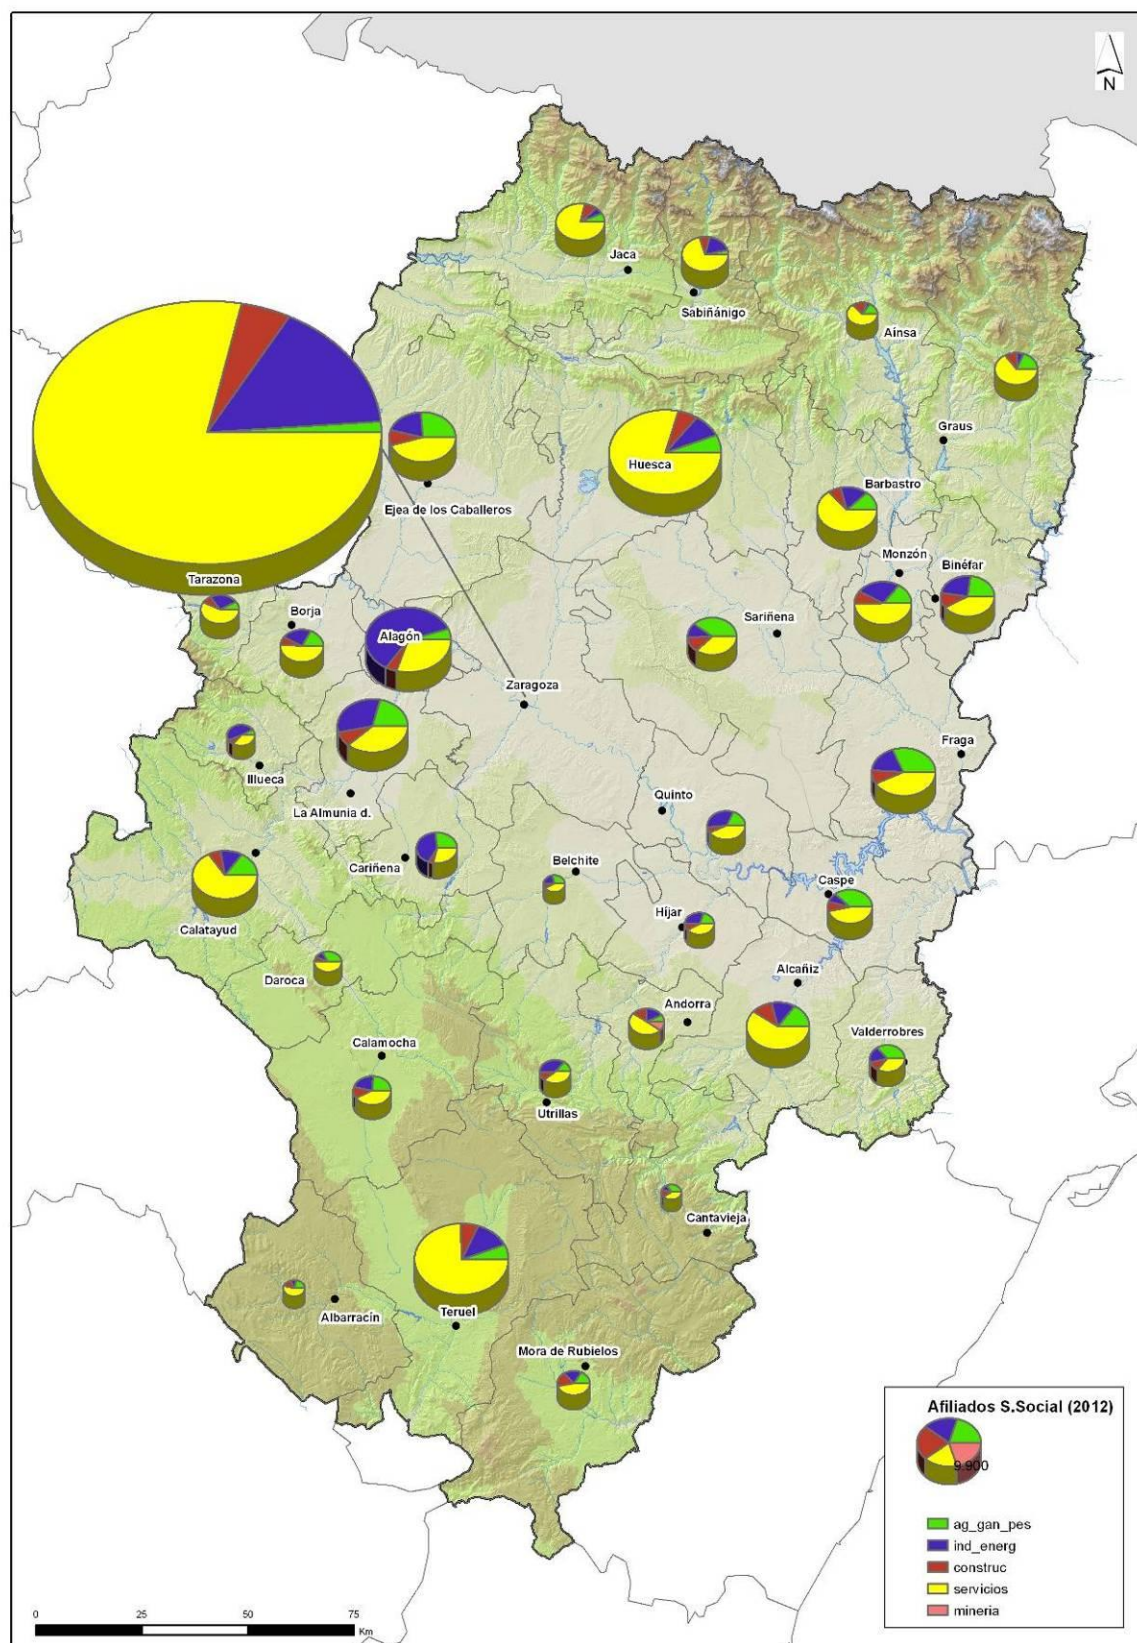 N
Jaca
Sabiñánigo
Aínsa
Graus
Huesca
Barbastro
Ejea de los Caballeros
Monzón
Binéfar
Tarazona
Borja
Sariñena
Alagón
Zaragoza
Fraga
Illueca
La Almunia d.
Quinto
Cariñena
Belchite
Caspe
Híjar
Calatayud
Daroca
Alcañiz
Andorra
Valderrobres
Calamocha
Utrillas
Cantavieja
Albarracín
Teruel
Mora de Rubielos
Afiliados S.Social (2012)
9.900
ag_gan_pes
ind_energ
construc
servicios
mineria
0 25 50 75
Km